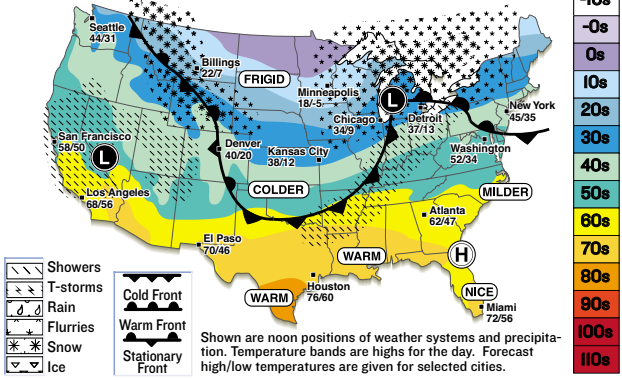 Seattle
44/31
Billings
22/7
FRIGID
Minneapolis
18/-5
Chicago
34/9
L
Detroit
37/13
New York
45/35
Washington
52/34
San Francisco
58/50
L
Los Angeles
68/56
Denver
40/20
Kansas City
38/12
COLDER
MILDER
Atlanta
62/47
El Paso
70/46
WARM
H
Houston
76/60
WARM
NICE
Miami
72/56
Showers
T-storms
Rain
Flurries
Snow
Ice
Cold Front
Warm Front
Stationary
Front
Shown are noon positions of weather systems and precipita-
tion. Temperature bands are highs for the day. Forecast
high/low temperatures are given for selected cities.
-0s
0s
10s
20s
30s
40s
50s
60s
70s
80s
90s
100s
110s